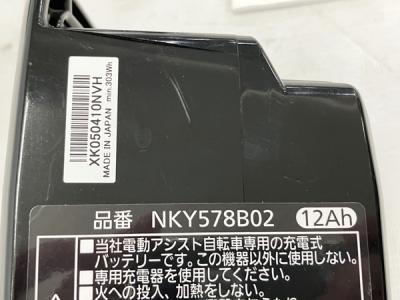 XK050410NVH
MADE IN JAPAN min.303Wh
品番 NKY578B02 12Ah
■当社電動アシスト自転車専用の充電式
バッテリーです。この機器以外に使用しない。
■専用充電器を使用してください。
■火への投入、加熱をしない。